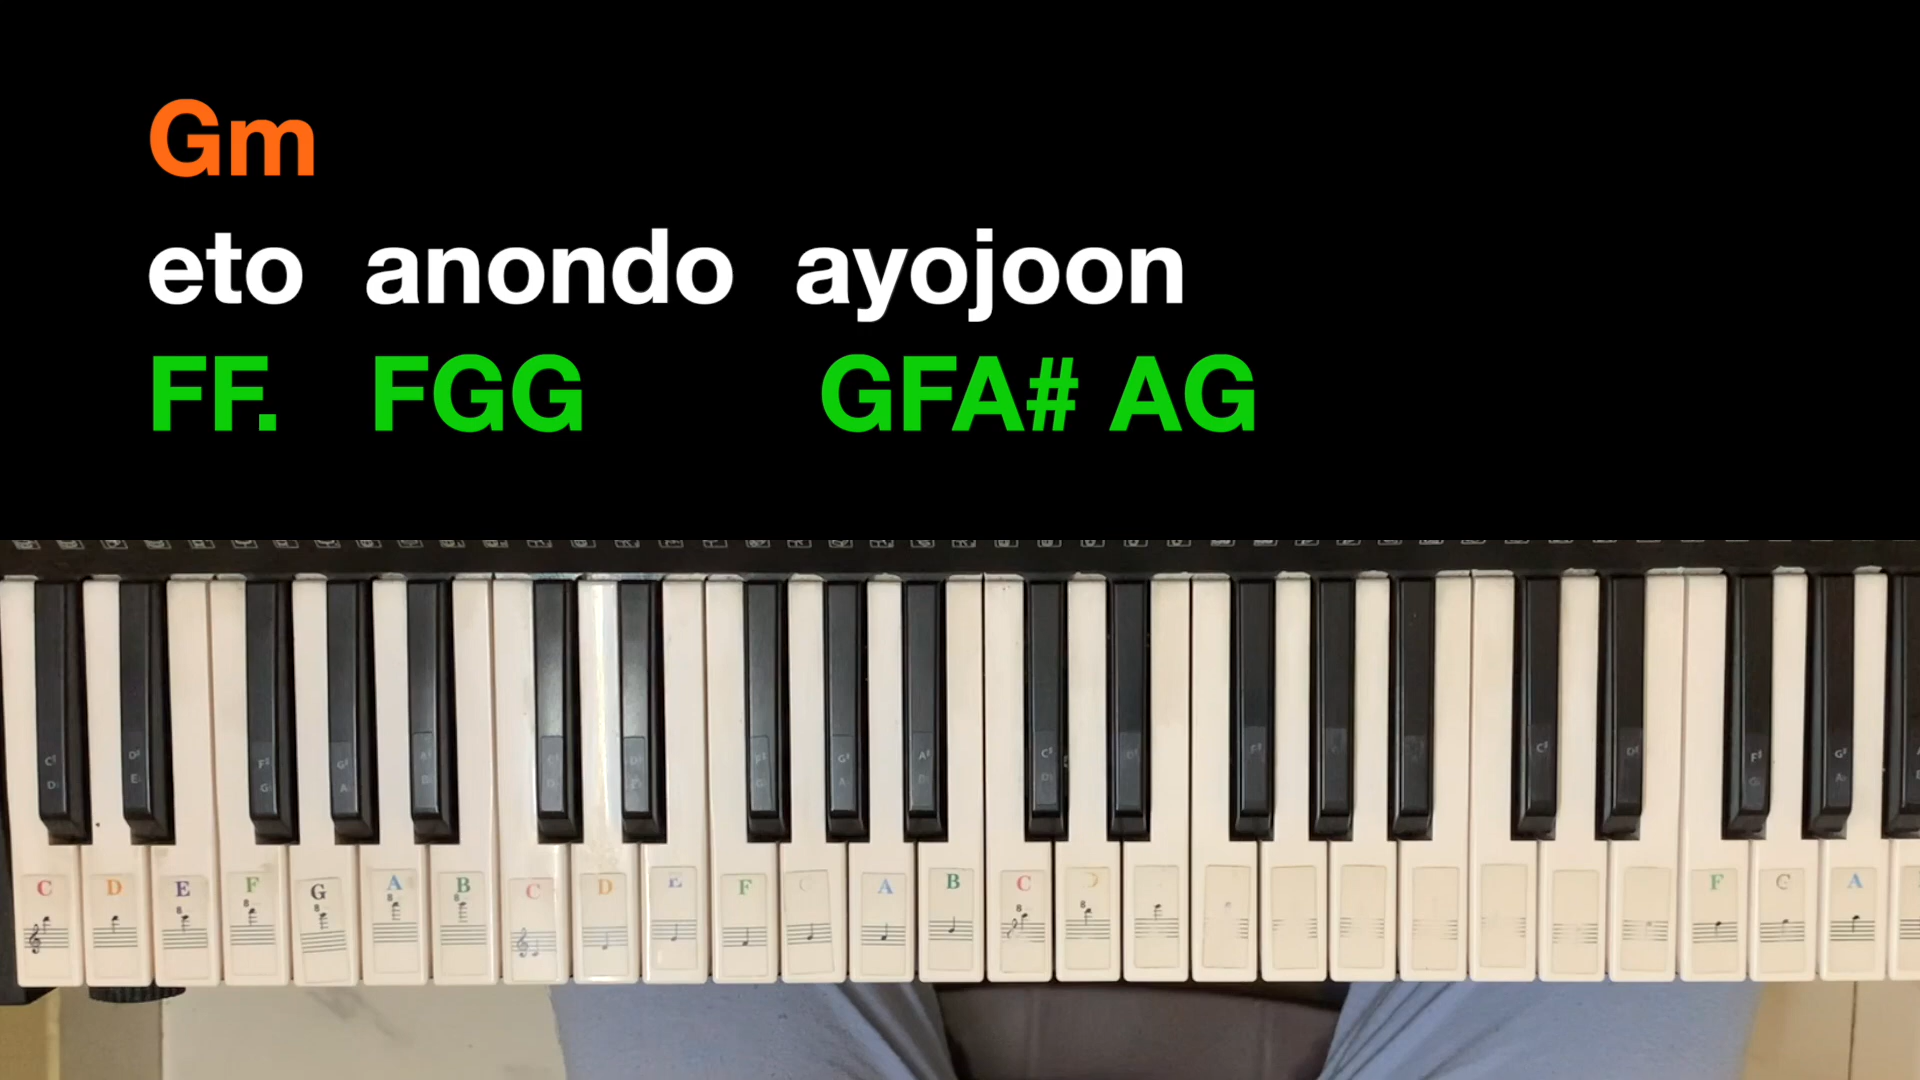 Gm
eto anondo ayojoon
FF. FGG GFA# AG
C D E F G A B C D E F A B C F G A